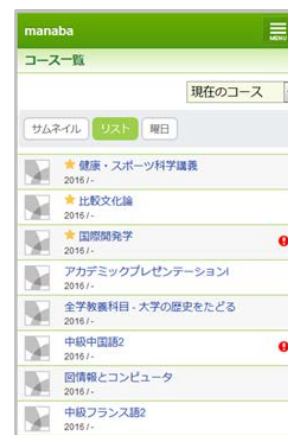 manaba
MENU
コース一覧
現在のコース
サムネイル リスト 曜日
健康・スポーツ科学講義
2016/-
比較文化論
2016/-
国際開発学
2016/-
アカデミックプレゼンテーションI
2016/-
全学教養科目 - 大学の歴史をたどる
2016/-
中級中国語2
2016/-
図情報とコンピュータ
2016/-
中級フランス語2
2016/-